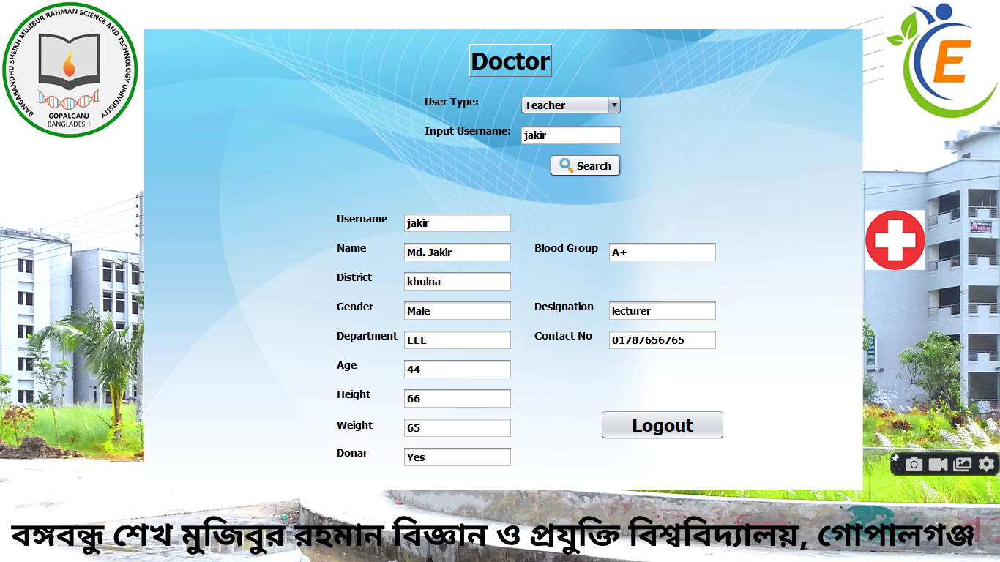 BANGABANDHU SHEIKH MUJIBUR RAHMAN SCIENCE AND TECHNOLOGY UNIVERSITY
GOPALGANJ
BANGLADESH
E
Doctor
User Type: Teacher
Input Username: jakir
Search
Username jakir
Name Md. Jakir Blood Group A+
District khulna
Gender Male Designation lecturer
Department EEE Contact No 01787656765
Age 44
Height 66
Weight 65
Logout
Donar Yes
বঙ্গবন্ধু শেখ মুজিবুর রহমান বিজ্ঞান ও প্রযুক্তি বিশ্ববিদ্যালয়, গোপালগঞ্জ